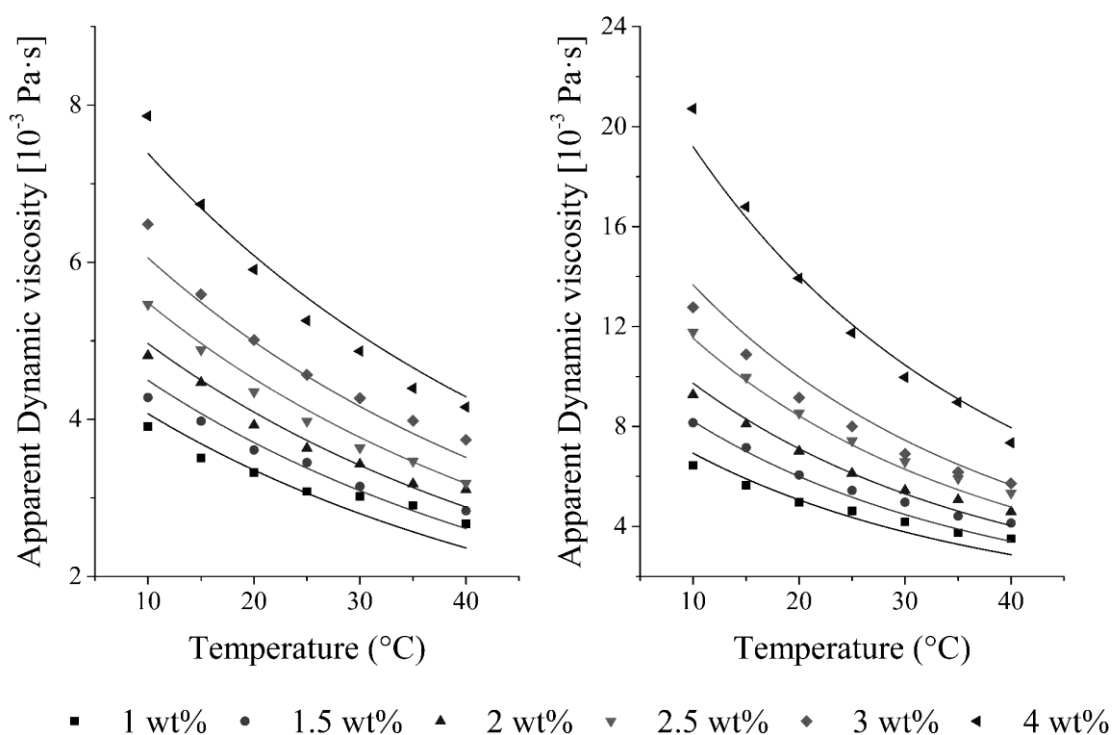 Apparent Dynamic viscosity [10⁻³ Pa·s]
8
6
4
2
10
20
30
40
Temperature (°C)
Apparent Dynamic viscosity [10⁻³ Pa·s]
24
20
16
12
8
4
10
20
30
40
Temperature (°C)
1 wt%
1.5 wt%
2 wt%
2.5 wt%
3 wt%
4 wt%